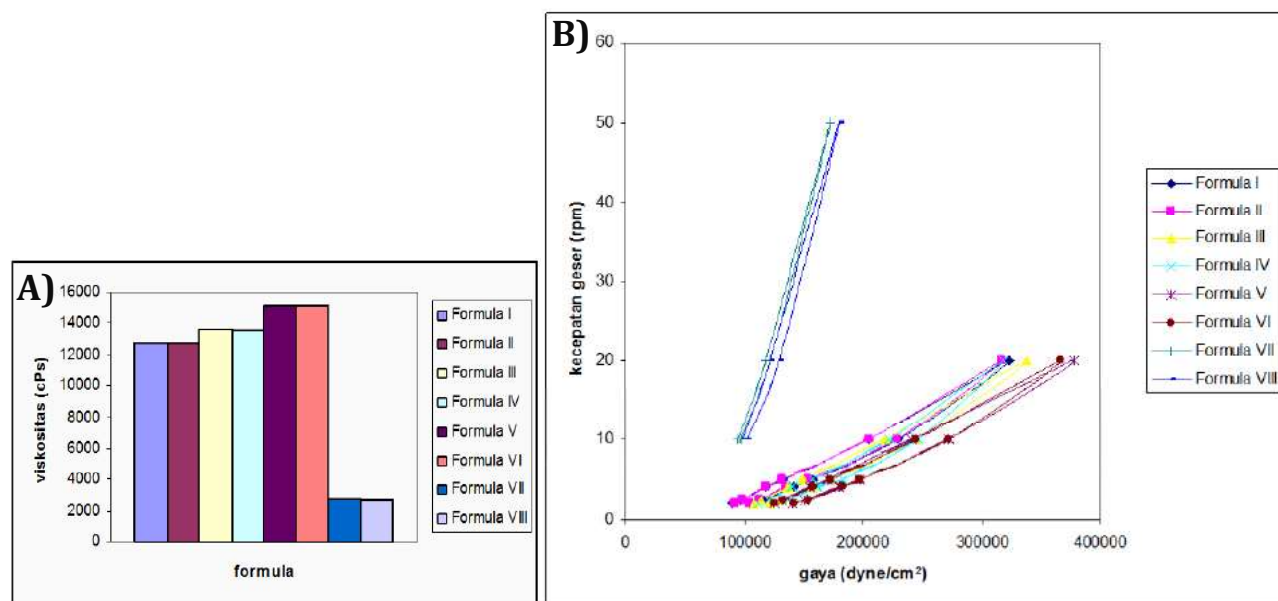 A)
16000
14000
12000
10000
8000
6000
4000
2000
0
viskositas (cPs)
formula
Formula I
Formula II
Formula III
Formula IV
Formula V
Formula VI
Formula VII
Formula VIII
B)
60
50
40
30
20
10
0
kecepatan geser (rpm)
0 100000 200000 300000 400000
gaya (dyne/cm²)
Formula I
Formula II
Formula III
Formula IV
Formula V
Formula VI
Formula VII
Formula VIII